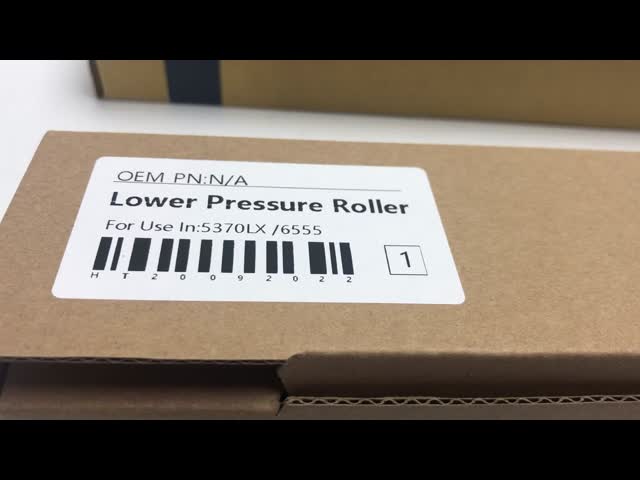 OEM PN:N/A
Lower Pressure Roller
For Use In:5370LX /6555
1
HT20092022